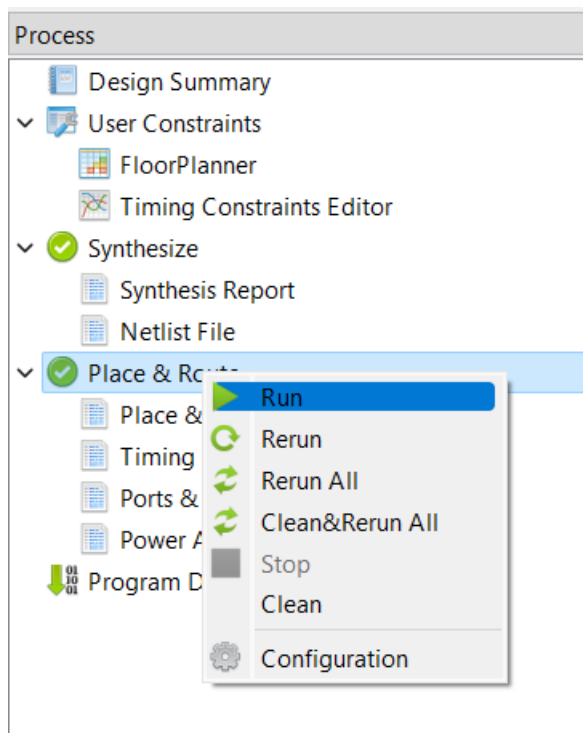 Process
Design Summary
User Constraints
FloorPlanner
Timing Constraints Editor
Synthesize
Synthesis Report
Netlist File
Place & Route
Place &
Timing
Ports &
Power A
Program D
Run
Rerun
Rerun All
Clean&Rerun All
Stop
Clean
Configuration